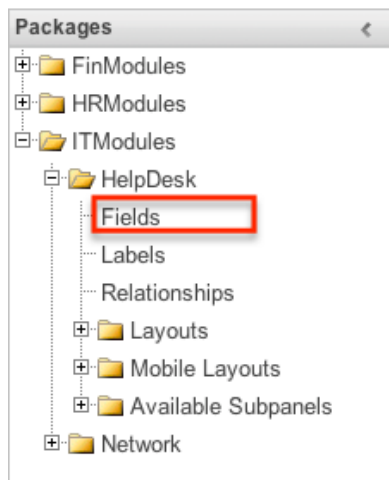 Packages
FinModules
HRModules
ITModules
HelpDesk
Fields
Labels
Relationships
Layouts
Mobile Layouts
Available Subpanels
Network